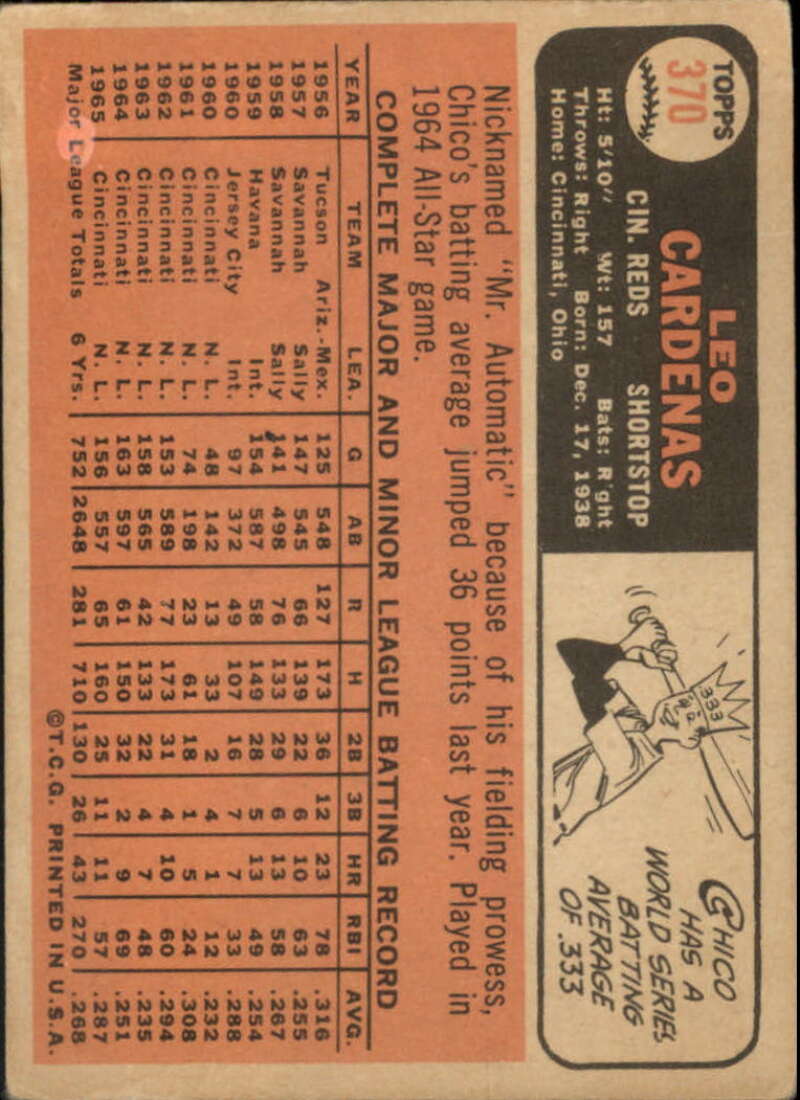 TOPPS
370
LEO
CARDENAS
CIN. REDS SHORTSTOP
Ht: 5/10" Wt: 157 Bats: R'ght
Throws: Right Born: Dec. 17, 1938
Home: Cincinnati, Ohio
.333
CHICO
HAS A
WORLD SERIES
BATTING
AVERAGE
OF .333
Nicknamed "Mr. Automatic" because of his fielding prowess,
Chico's batting average jumped 36 points last year. Played in
1964 All-Star game.
COMPLETE MAJOR AND MINOR LEAGUE BATTING RECORD
YEAR TEAM LEA. G AB R H 2B 3B HR RBI AVG.
1956 Tucson Ariz.-Mex. 125 548 127 173 36 12 23 78 .316
1957 Savannah Sally 147 545 66 139 22 6 10 63 .255
1958 Savannah Sally 141 498 76 133 29 6 13 58 .267
1959 Havana Int. 154 587 58 149 28 5 13 49 .254
1960 Jersey City Int. 97 372 49 107 16 7 7 33 .288
1960 Cincinnati N. L. 48 142 13 33 2 4 1 12 .232
1961 Cincinnati N. L. 74 198 23 61 18 1 5 24 .308
1962 Cincinnati N. L. 153 589 77 173 31 4 10 60 .294
1963 Cincinnati N. L. 158 565 42 133 22 4 7 48 .235
1964 Cincinnati N. L. 163 597 61 150 32 2 9 69 .251
1965 Cincinnati N. L. 156 557 65 160 25 11 11 57 .287
Major League Totals 6 Yrs. 752 2648 281 710 130 26 43 270 .268
©T.C.G. PRINTED IN U.S.A.